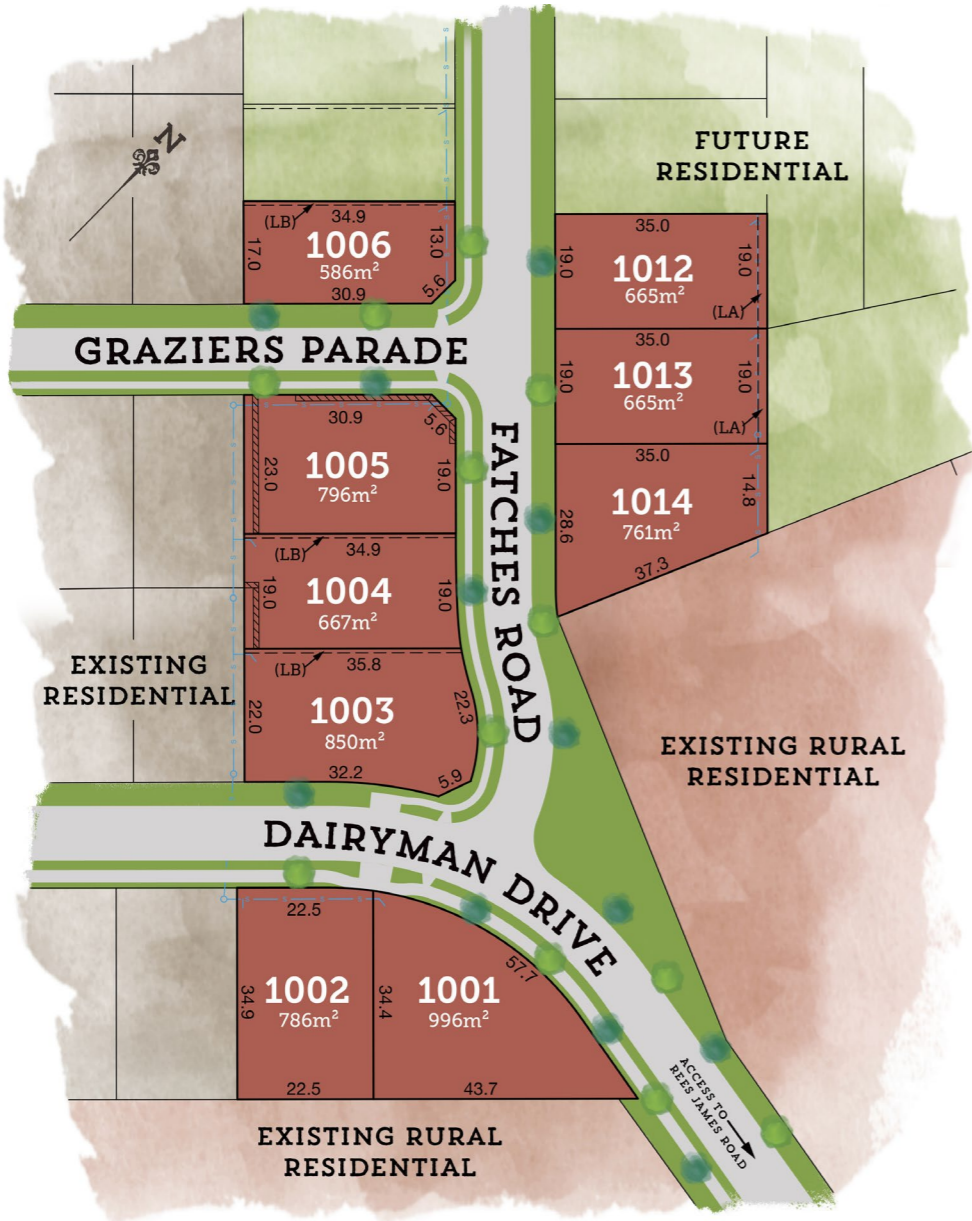 N
FUTURE
RESIDENTIAL
(LB)
34.9
17.0
1006
586m²
13.0
30.9
5.6
35.0
19.0
1012
665m²
19.0
(LA)
GRAZIERS PARADE
35.0
19.0
1013
665m²
19.0
(LA)
30.9
5.6
23.0
1005
796m²
19.0
FATCHES ROAD
35.0
28.6
1014
761m²
14.8
37.3
(LB)
34.9
19.0
1004
667m²
19.0
EXISTING
RESIDENTIAL
(LB)
35.8
22.0
1003
850m²
22.3
32.2
5.9
EXISTING RURAL
RESIDENTIAL
DAIRYMAN DRIVE
22.5
34.9
1002
786m²
22.5
34.4
1001
996m²
57.7
43.7
ACCESS TO
REES JAMES ROAD
EXISTING RURAL
RESIDENTIAL